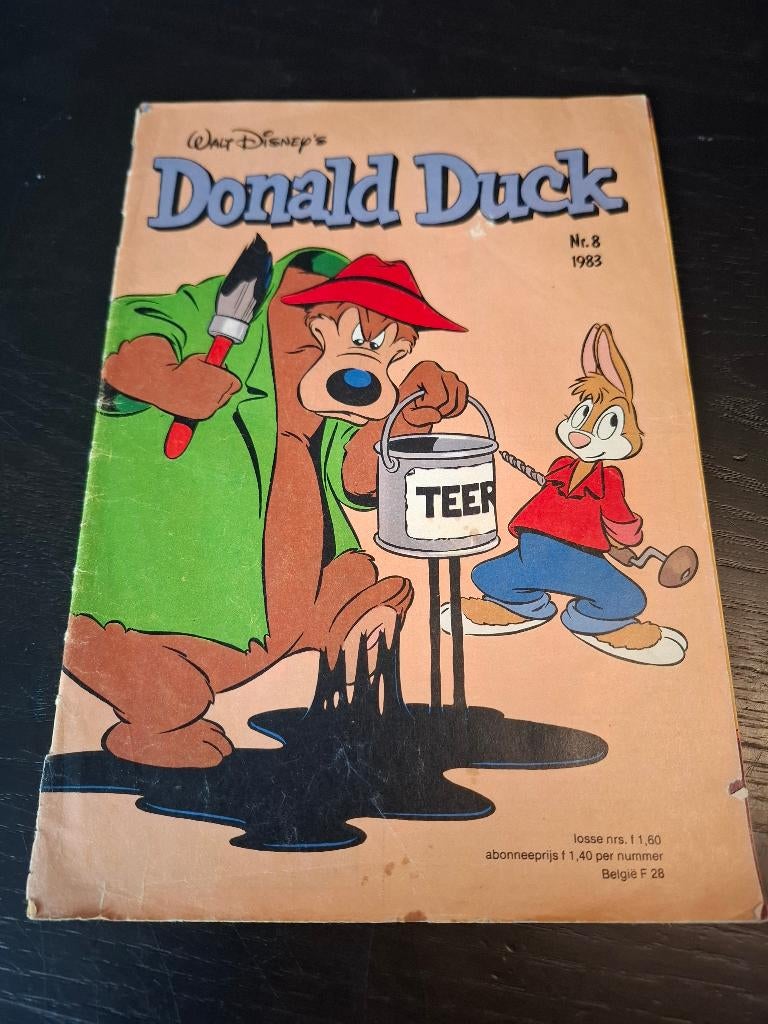 Walt Disney's
Donald Duck
Nr. 8
1983
TEER
losse nrs. f 1,60
abonneeprijs f 1,40 per nummer
België F 28